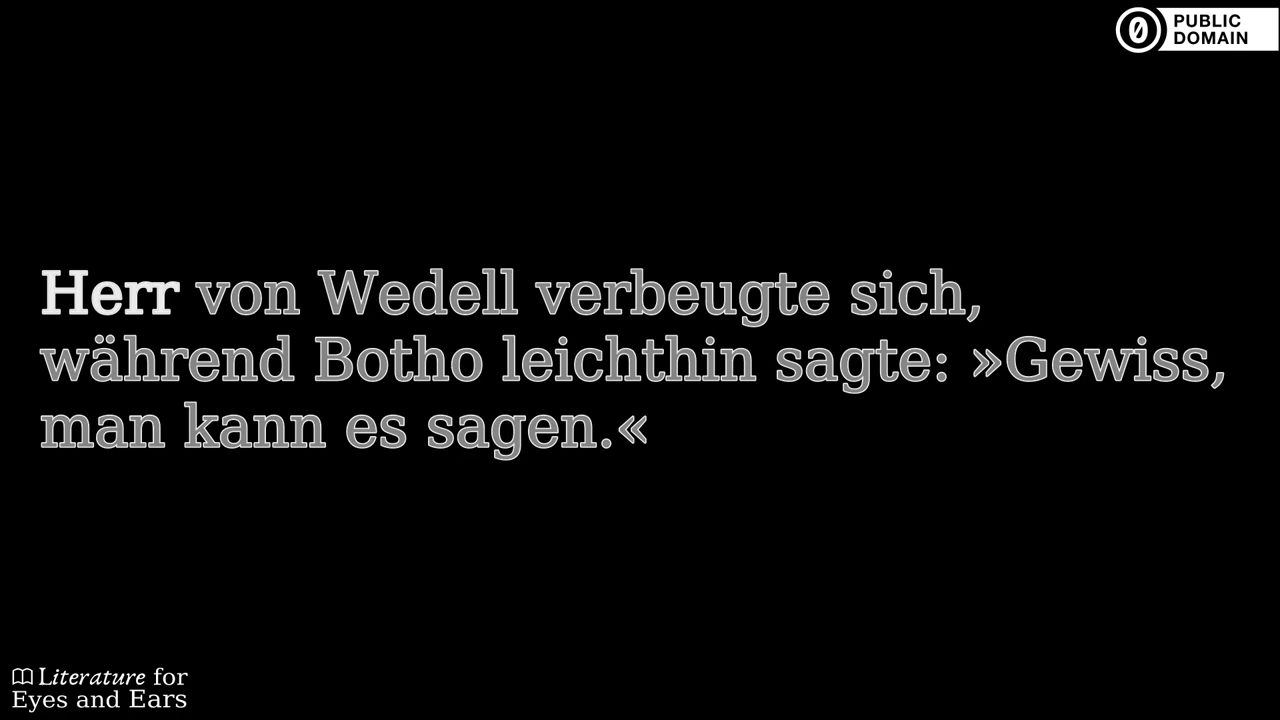 PUBLIC
DOMAIN
Herr von Wedell verbeugte sich,
während Botho leichthin sagte: »Gewiss,
man kann es sagen.«
Literature for
Eyes and Ears